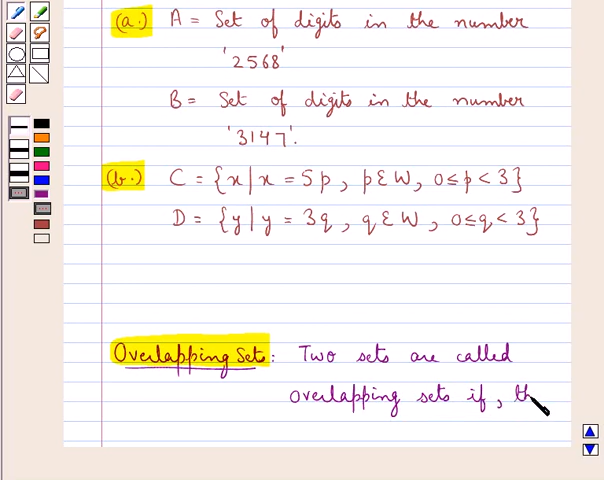 (a.) A = Set of digits in the number
'2568'
B = Set of digits in the number
'3147'.
(b.) C = {x | x = 5p, p ∈ W, 0 ≤ p < 3}
D = {y | y = 3q, q ∈ W, 0 ≤ q < 3}
Overlapping Sets: Two sets are called
overlapping sets if, th